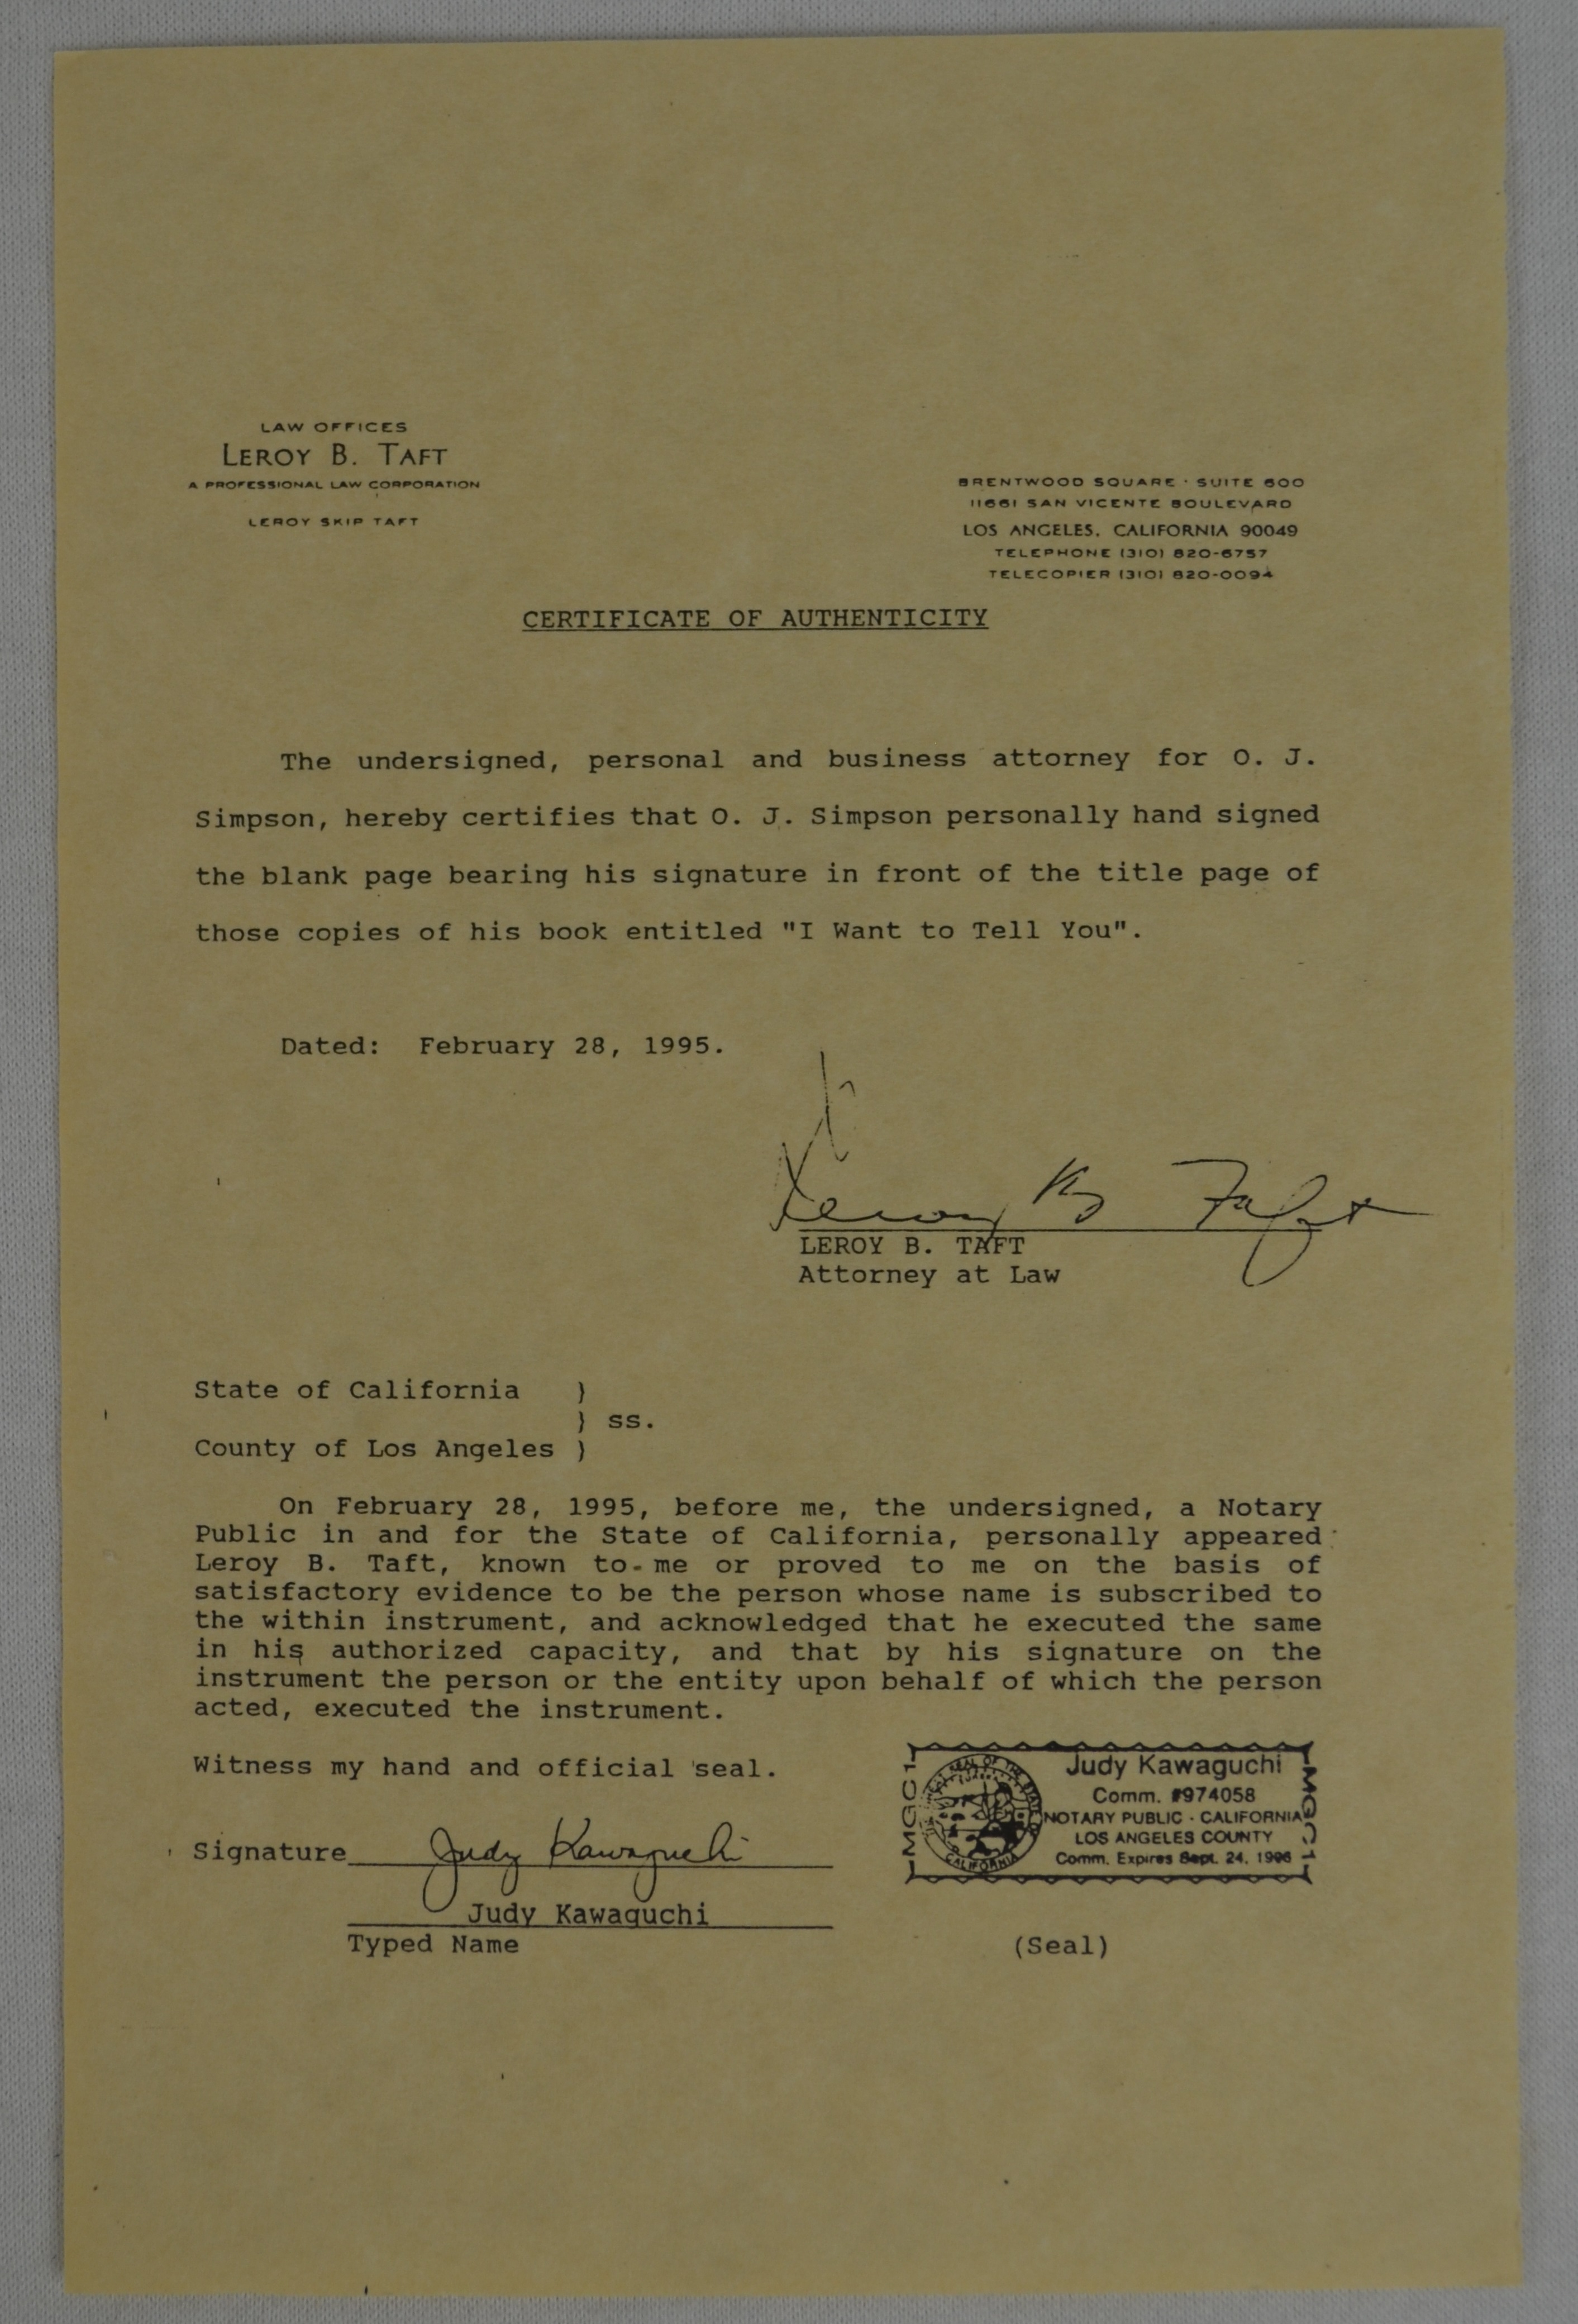 LAW OFFICES
LEROY B. TAFT
A PROFESSIONAL LAW CORPORATION
LEROY SKIP TAFT
BRENTWOOD SQUARE · SUITE 600
11661 SAN VICENTE BOULEVARD
LOS ANGELES, CALIFORNIA 90049
TELEPHONE (310) 820-6757
TELECOPIER (310) 820-0094
CERTIFICATE OF AUTHENTICITY
The undersigned, personal and business attorney for O. J.
Simpson, hereby certifies that O. J. Simpson personally hand signed
the blank page bearing his signature in front of the title page of
those copies of his book entitled "I Want to Tell You".
Dated: February 28, 1995.
Leroy B Taft
LEROY B. TAFT
Attorney at Law
State of California )
) ss.
County of Los Angeles )
On February 28, 1995, before me, the undersigned, a Notary
Public in and for the State of California, personally appeared
Leroy B. Taft, known to me or proved to me on the basis of
satisfactory evidence to be the person whose name is subscribed to
the within instrument, and acknowledged that he executed the same
in his authorized capacity, and that by his signature on the
instrument the person or the entity upon behalf of which the person
acted, executed the instrument.
Witness my hand and official seal.
Signature Judy Kawaguchi
Judy Kawaguchi
Typed Name
Judy Kawaguchi
Comm. #974058
NOTARY PUBLIC - CALIFORNIA
LOS ANGELES COUNTY
Comm. Expires Sept. 24, 1996
CALIFORNIA
(Seal)